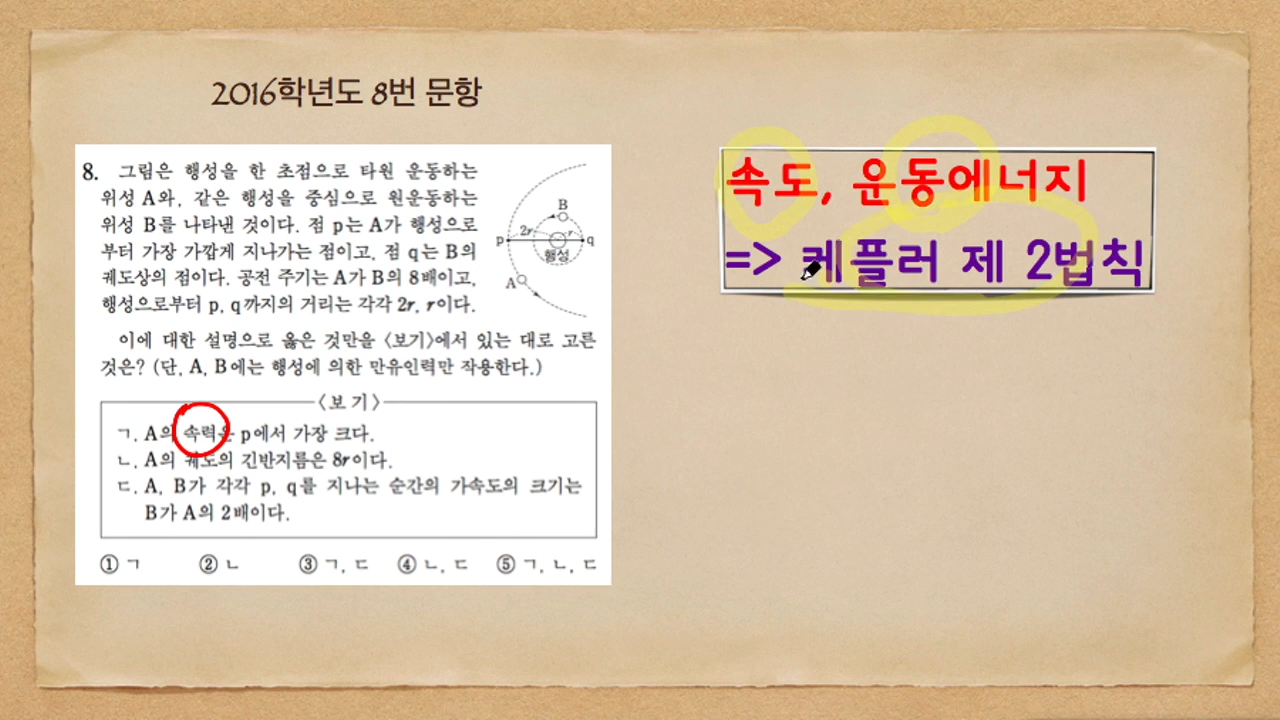 2016학년도 8번 문항
8. 그림은 행성을 한 초점으로 타원 운동하는
위성 A와, 같은 행성을 중심으로 원운동하는
위성 B를 나타낸 것이다. 점 p는 A가 행성으로
부터 가장 가깝게 지나가는 점이고, 점 q는 B의
궤도상의 점이다. 공전 주기는 A가 B의 8배이고,
행성으로부터 p, q까지의 거리는 각각 2r, r이다.
B
p 2r r q
행성
A
이에 대한 설명으로 옳은 것만을 〈보기〉에서 있는 대로 고른
것은? (단, A, B에는 행성에 의한 만유인력만 작용한다.)
〈보 기〉
ㄱ. A의 속력은 p에서 가장 크다.
ㄴ. A의 궤도의 긴반지름은 8r이다.
ㄷ. A, B가 각각 p, q를 지나는 순간의 가속도의 크기는
B가 A의 2배이다.
① ㄱ ② ㄴ ③ ㄱ, ㄷ ④ ㄴ, ㄷ ⑤ ㄱ, ㄴ, ㄷ
속도, 운동에너지
=> 케플러 제 2법칙